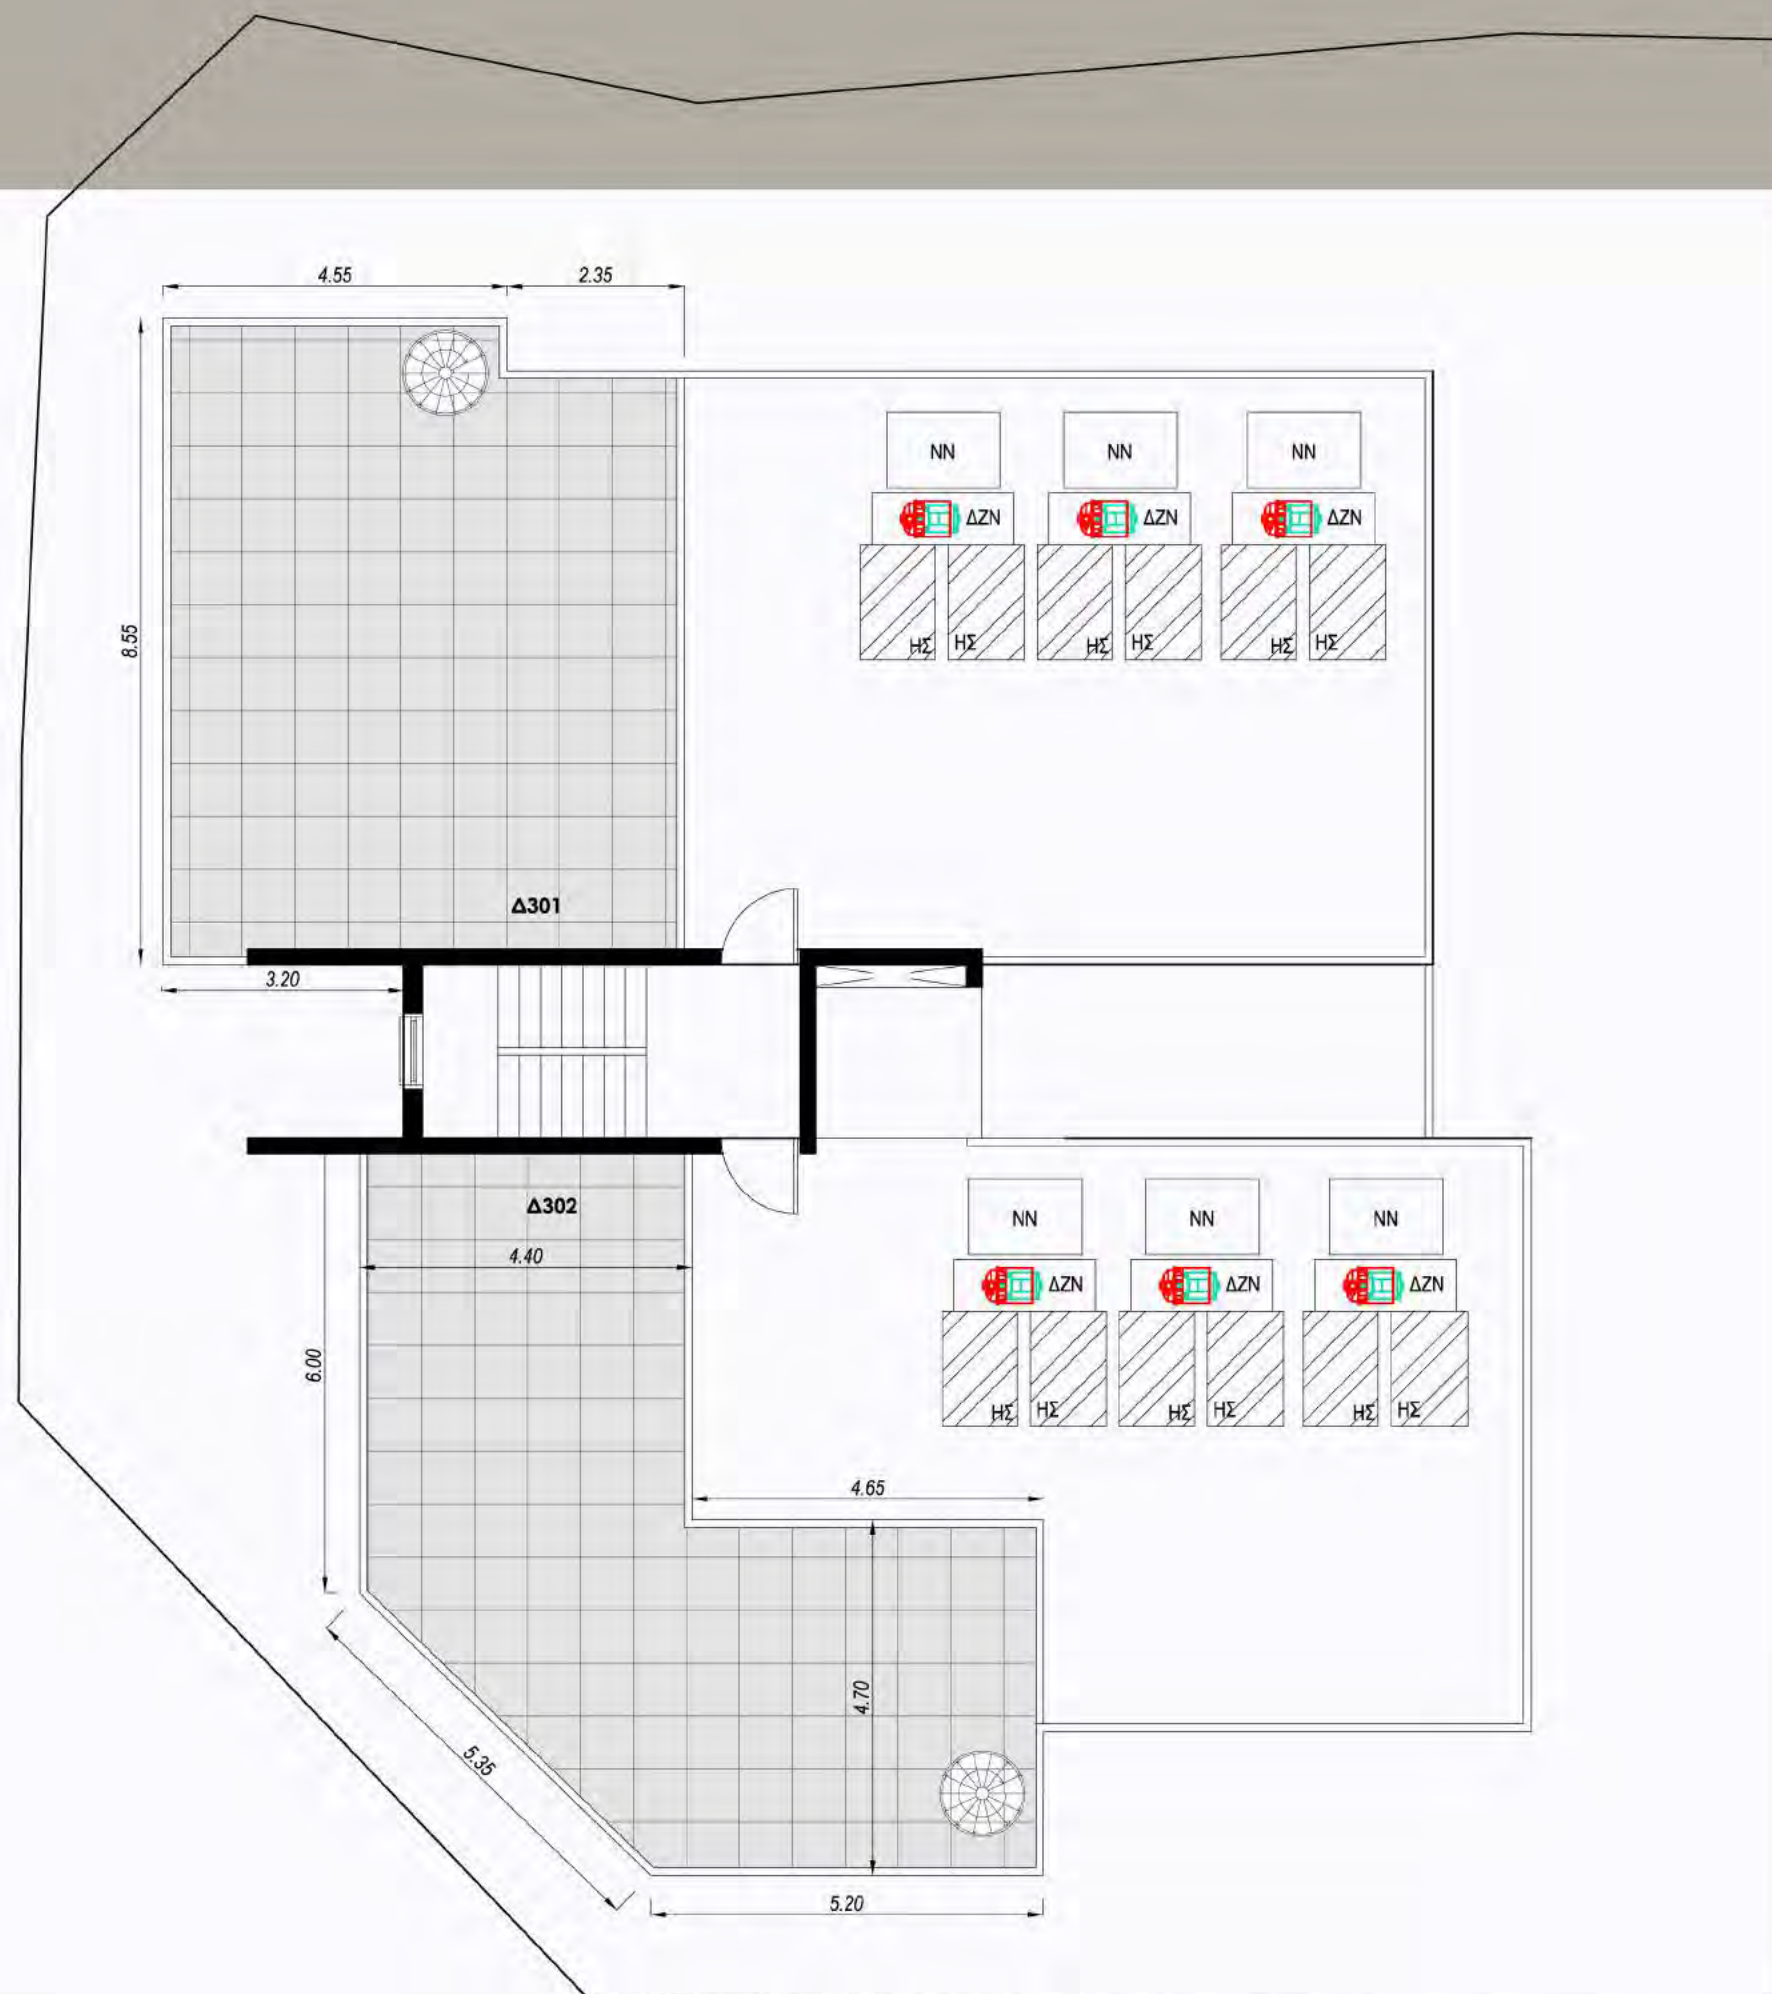 4.55
2.35
NN
NN
NN
ΔΖΝ
ΔΖΝ
ΔΖΝ
8.55
ΗΣ
ΗΣ
ΗΣ
ΗΣ
ΗΣ
ΗΣ
Δ301
3.20
Δ302
NN
NN
NN
4.40
ΔΖΝ
ΔΖΝ
ΔΖΝ
6.00
ΗΣ
ΗΣ
ΗΣ
ΗΣ
ΗΣ
ΗΣ
4.65
4.70
5.35
5.20